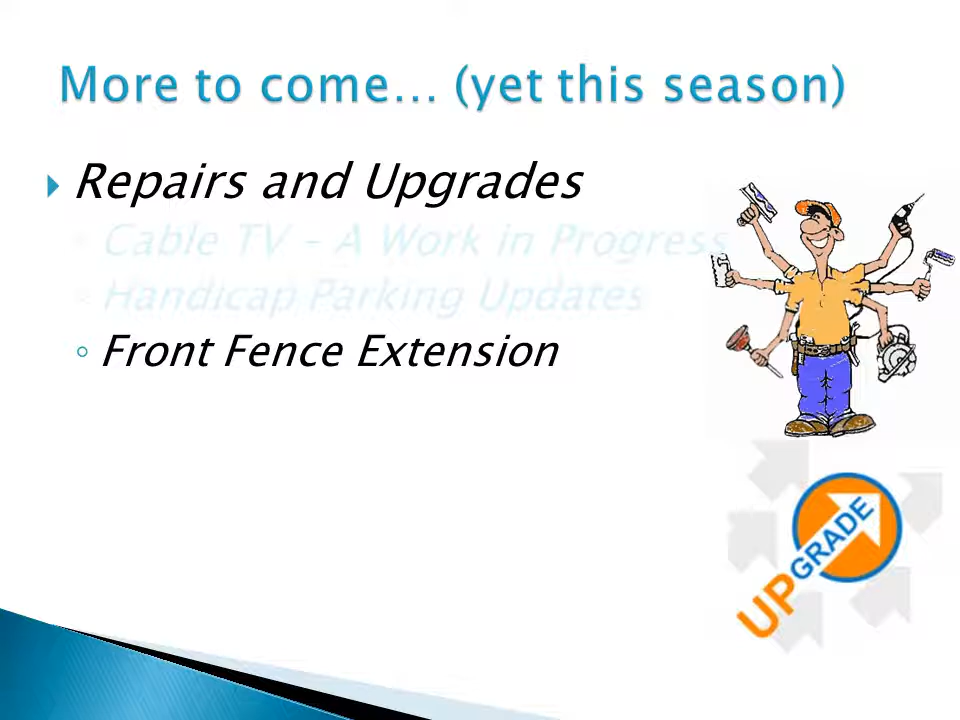 More to come… (yet this season)
Repairs and Upgrades
Cable TV – A Work in Progress
Handicap Parking Updates
Front Fence Extension
UPGRADE